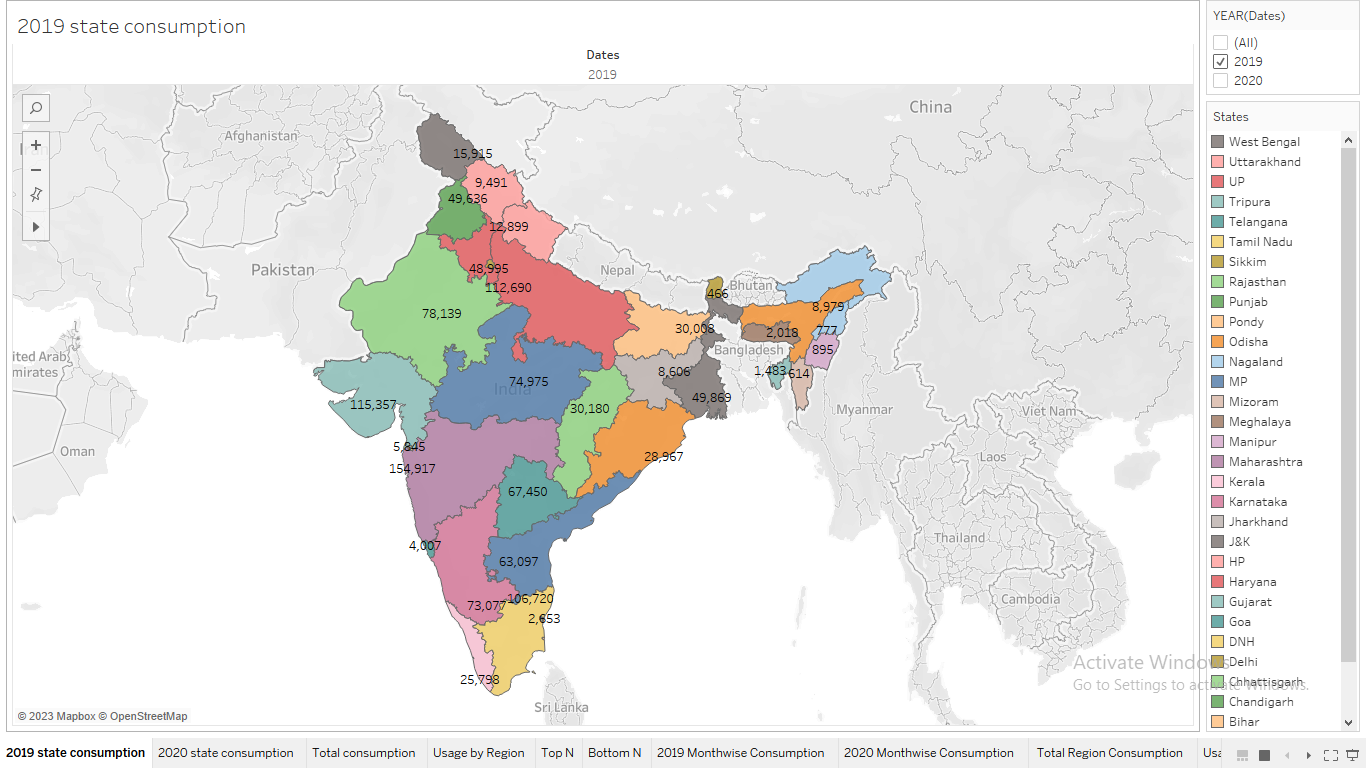 2019 state consumption
Dates
2019
China
Afghanistan
15,915
9,491
49,636
12,899
Pakistan
48,995
Nepal
112,690
Bhutan
466
78,139
8,979
30,008
2,018
777
Bangladesh
895
ited Arab
mirates
8,606
1,483
614
India
74,975
49,869
115,357
30,180
Myanmar
Viet Nam
5,845
Oman
28,967
Laos
154,917
67,450
Thailand
4,007
63,097
Cambodia
106,720
73,077
2,653
25,798
Sri Lanka
© 2023 Mapbox © OpenStreetMap
YEAR(Dates)
(All)
2019
2020
States
West Bengal
Uttarakhand
UP
Tripura
Telangana
Tamil Nadu
Sikkim
Rajasthan
Punjab
Pondy
Odisha
Nagaland
MP
Mizoram
Meghalaya
Manipur
Maharashtra
Kerala
Karnataka
Jharkhand
J&K
HP
Haryana
Gujarat
Goa
DNH
Delhi
Chhattisgarh
Chandigarh
Bihar
Activate Windows
Go to Settings to activate Windows.
2019 state consumption
2020 state consumption
Total consumption
Usage by Region
Top N
Bottom N
2019 Monthwise Consumption
2020 Monthwise Consumption
Total Region Consumption
Usa